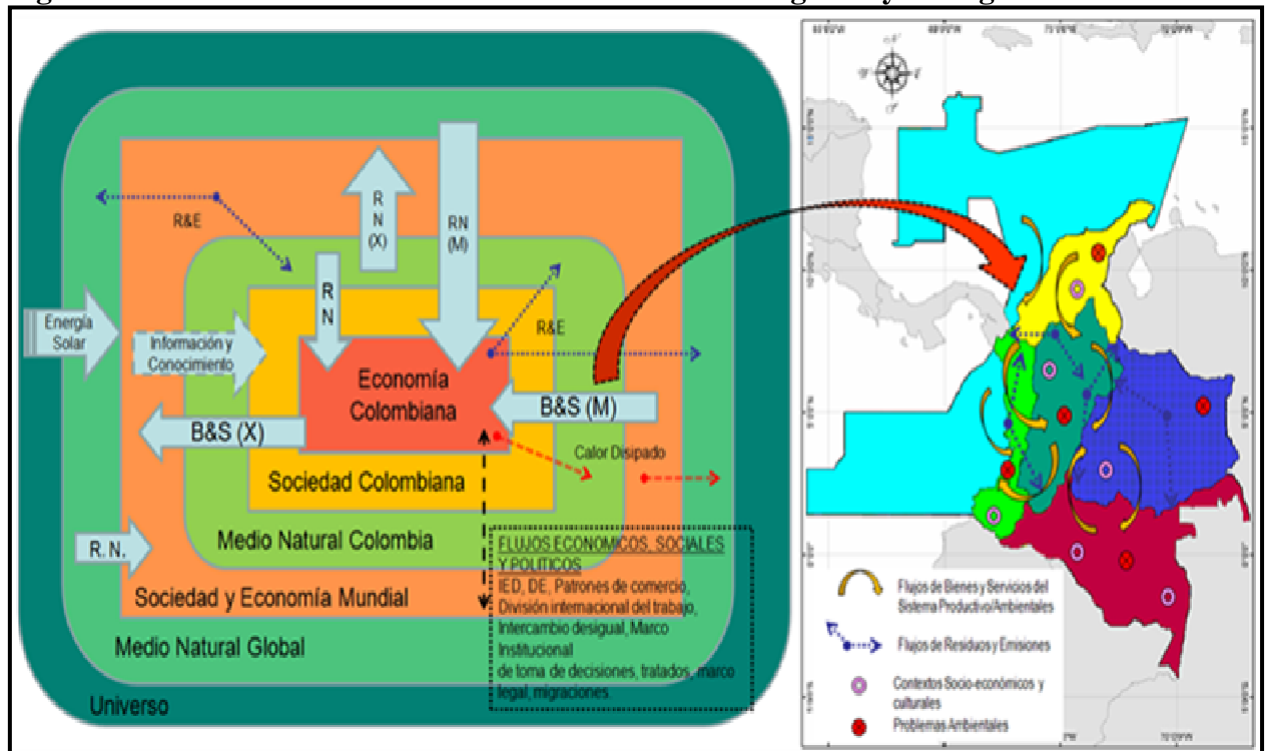 R&E
R
N
(X)
RN
(M)
R
N
Energía
Solar
Información y
Conocimiento
R&E
Economía
Colombiana
B&S (M)
B&S (X)
Calor Disipado
Sociedad Colombiana
Medio Natural Colombia
R. N.
Sociedad y Economía Mundial
Medio Natural Global
Universo
FLUJOS ECONOMICOS, SOCIALES
Y POLITICOS
IED, DE, Patrones de comercio,
División internacional del trabajo,
Intercambio desigual, Marco
Institucional
de toma de decisiones, tratados, marco
legal, migraciones.
Flujos de Bienes y Servicios del
Sistema Productivo/Ambientales
Flujos de Residuos y Emisiones
Contextos Socio-económicos y
culturales
Problemas Ambientales